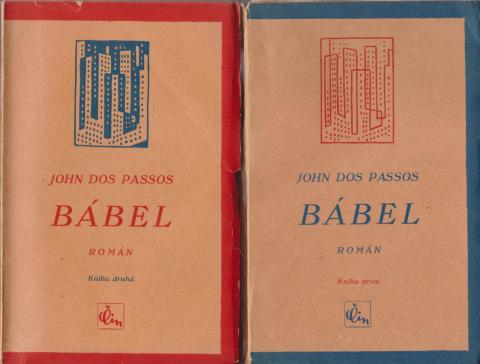 JOHN DOS PASSOS
BÁBEL
ROMÁN
Kniha druhá
Čin
JOHN DOS PASSOS
BÁBEL
ROMÁN
Kniha první
Čin